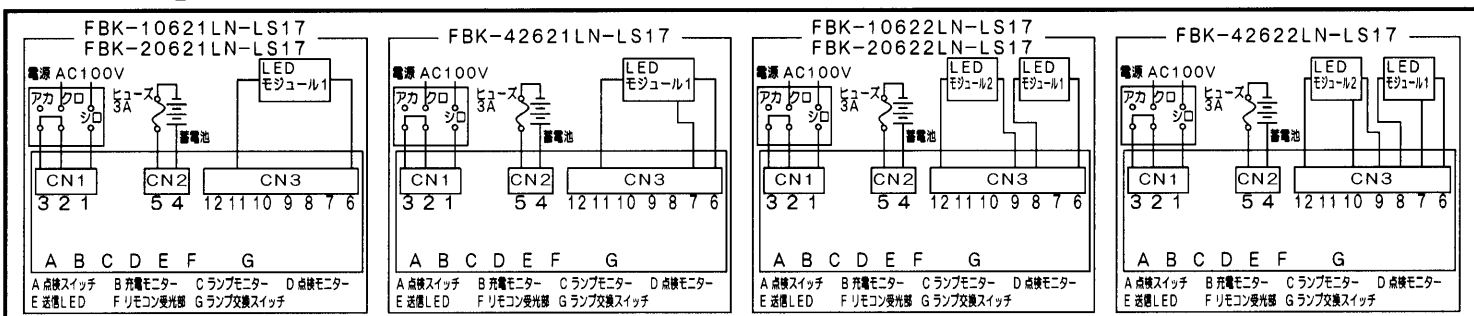 FBK-10621LN-LS17
FBK-20621LN-LS17
電源 AC100V
アカ クロ
シロ
ヒューズ
3A
蓄電池
LED
モジュール1
CN1
CN2
CN3
3 2 1
5 4
12 11 10 9 8 7 6
A B C D E F G
A 点検スイッチ B 充電モニター C ランプモニター D 点検モニター
E 送信LED F リモコン受光部 G ランプ交換スイッチ
FBK-42621LN-LS17
電源 AC100V
アカ クロ
シロ
ヒューズ
3A
蓄電池
LED
モジュール1
CN1
CN2
CN3
3 2 1
5 4
12 11 10 9 8 7 6
A B C D E F G
A 点検スイッチ B 充電モニター C ランプモニター D 点検モニター
E 送信LED F リモコン受光部 G ランプ交換スイッチ
FBK-10622LN-LS17
FBK-20622LN-LS17
電源 AC100V
アカ クロ
シロ
ヒューズ
3A
蓄電池
LED
モジュール2
LED
モジュール1
CN1
CN2
CN3
3 2 1
5 4
12 11 10 9 8 7 6
A B C D E F G
A 点検スイッチ B 充電モニター C ランプモニター D 点検モニター
E 送信LED F リモコン受光部 G ランプ交換スイッチ
FBK-42622LN-LS17
電源 AC100V
アカ クロ
シロ
ヒューズ
3A
蓄電池
LED
モジュール2
LED
モジュール1
CN1
CN2
CN3
3 2 1
5 4
12 11 10 9 8 7 6
A B C D E F G
A 点検スイッチ B 充電モニター C ランプモニター D 点検モニター
E 送信LED F リモコン受光部 G ランプ交換スイッチ